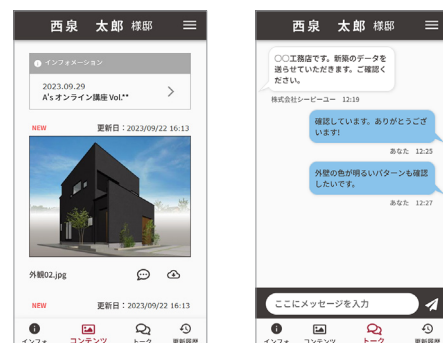 西泉 太郎 様邸
インフォメーション
2023.09.29
A'sオンライン講座 Vol.**
NEW
更新日：2023/09/22 16:13
外観02.jpg
NEW
更新日：2023/09/22 16:13
インフォ
コンテンツ
トーク
更新履歴
西泉 太郎 様邸
〇〇工務店です。新築のデータを
送らせていただきます。ご確認く
ださい。
株式会社シーピーユー 12:19
確認しています。ありがとうござ
います!
あなた 12:25
外壁の色が明るいパターンも確認
したいです。
あなた 12:27
ここにメッセージを入力
インフォ
コンテンツ
トーク
更新履歴